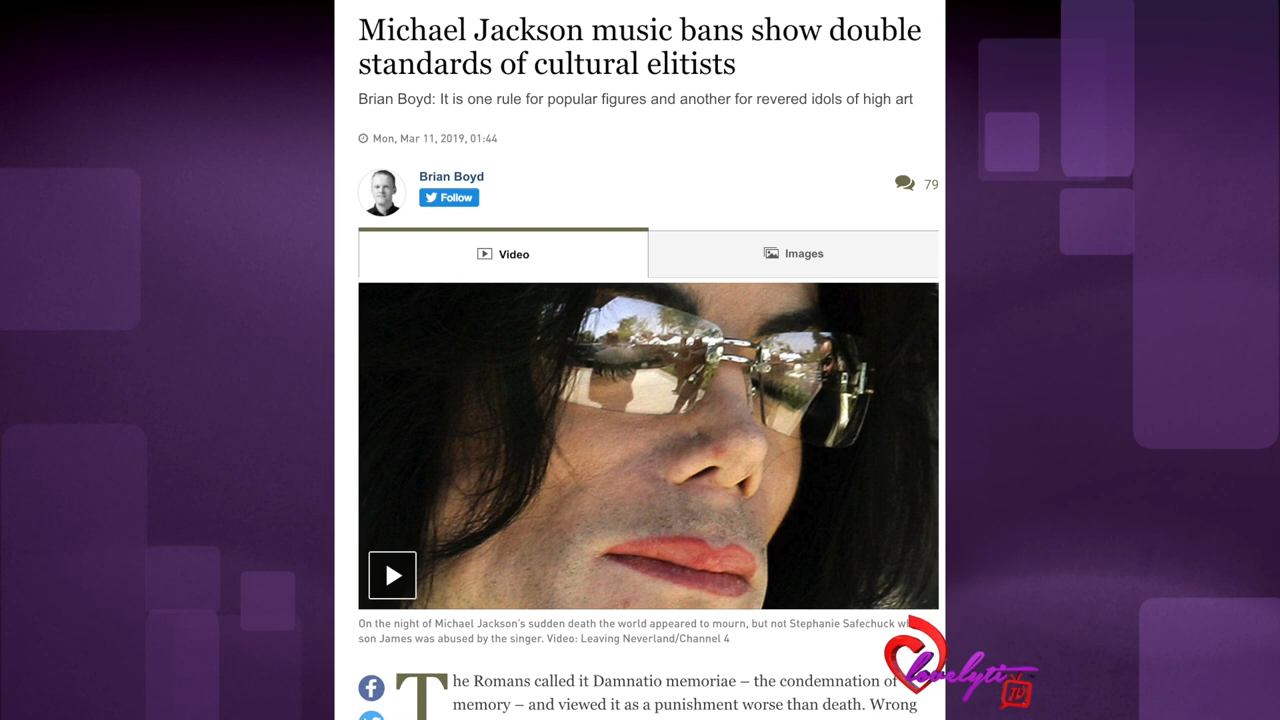 Michael Jackson music bans show double
standards of cultural elitists
Brian Boyd: It is one rule for popular figures and another for revered idols of high art
Mon, Mar 11, 2019, 01:44
Brian Boyd
Follow
79
Video
Images
On the night of Michael Jackson's sudden death the world appeared to mourn, but not Stephanie Safechuck
son James was abused by the singer. Video: Leaving Neverland/Channel 4
The Romans called it Damnatio memoriae – the condemnation of
memory – and viewed it as a punishment worse than death. Wrong
lovelyti
TV